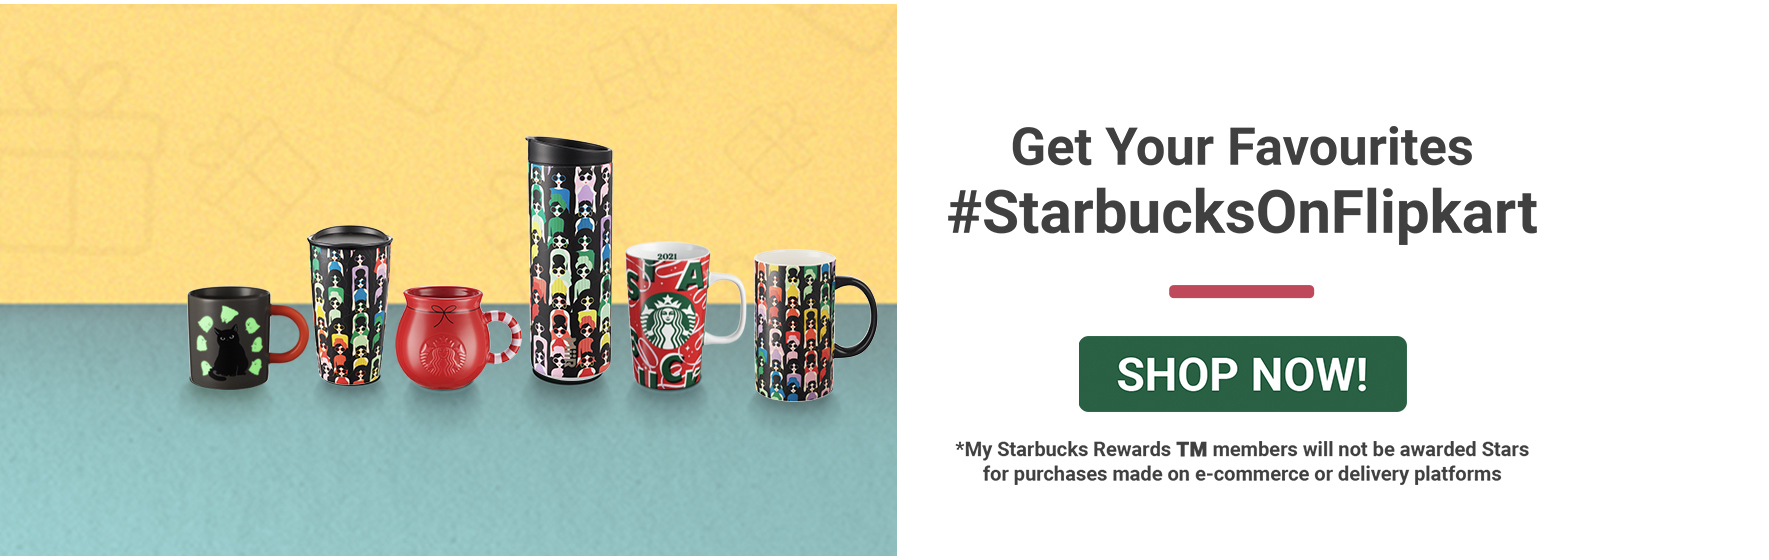 Get Your Favourites
#StarbucksOnFlipkart
SHOP NOW!
*My Starbucks Rewards TM members will not be awarded Stars
for purchases made on e-commerce or delivery platforms
2021